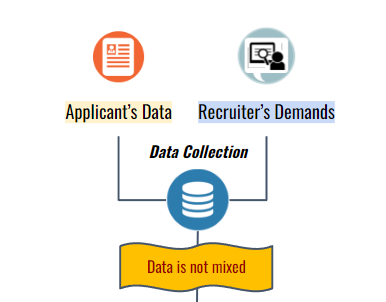 Applicant's Data
Recruiter's Demands
Data Collection
Data is not mixed